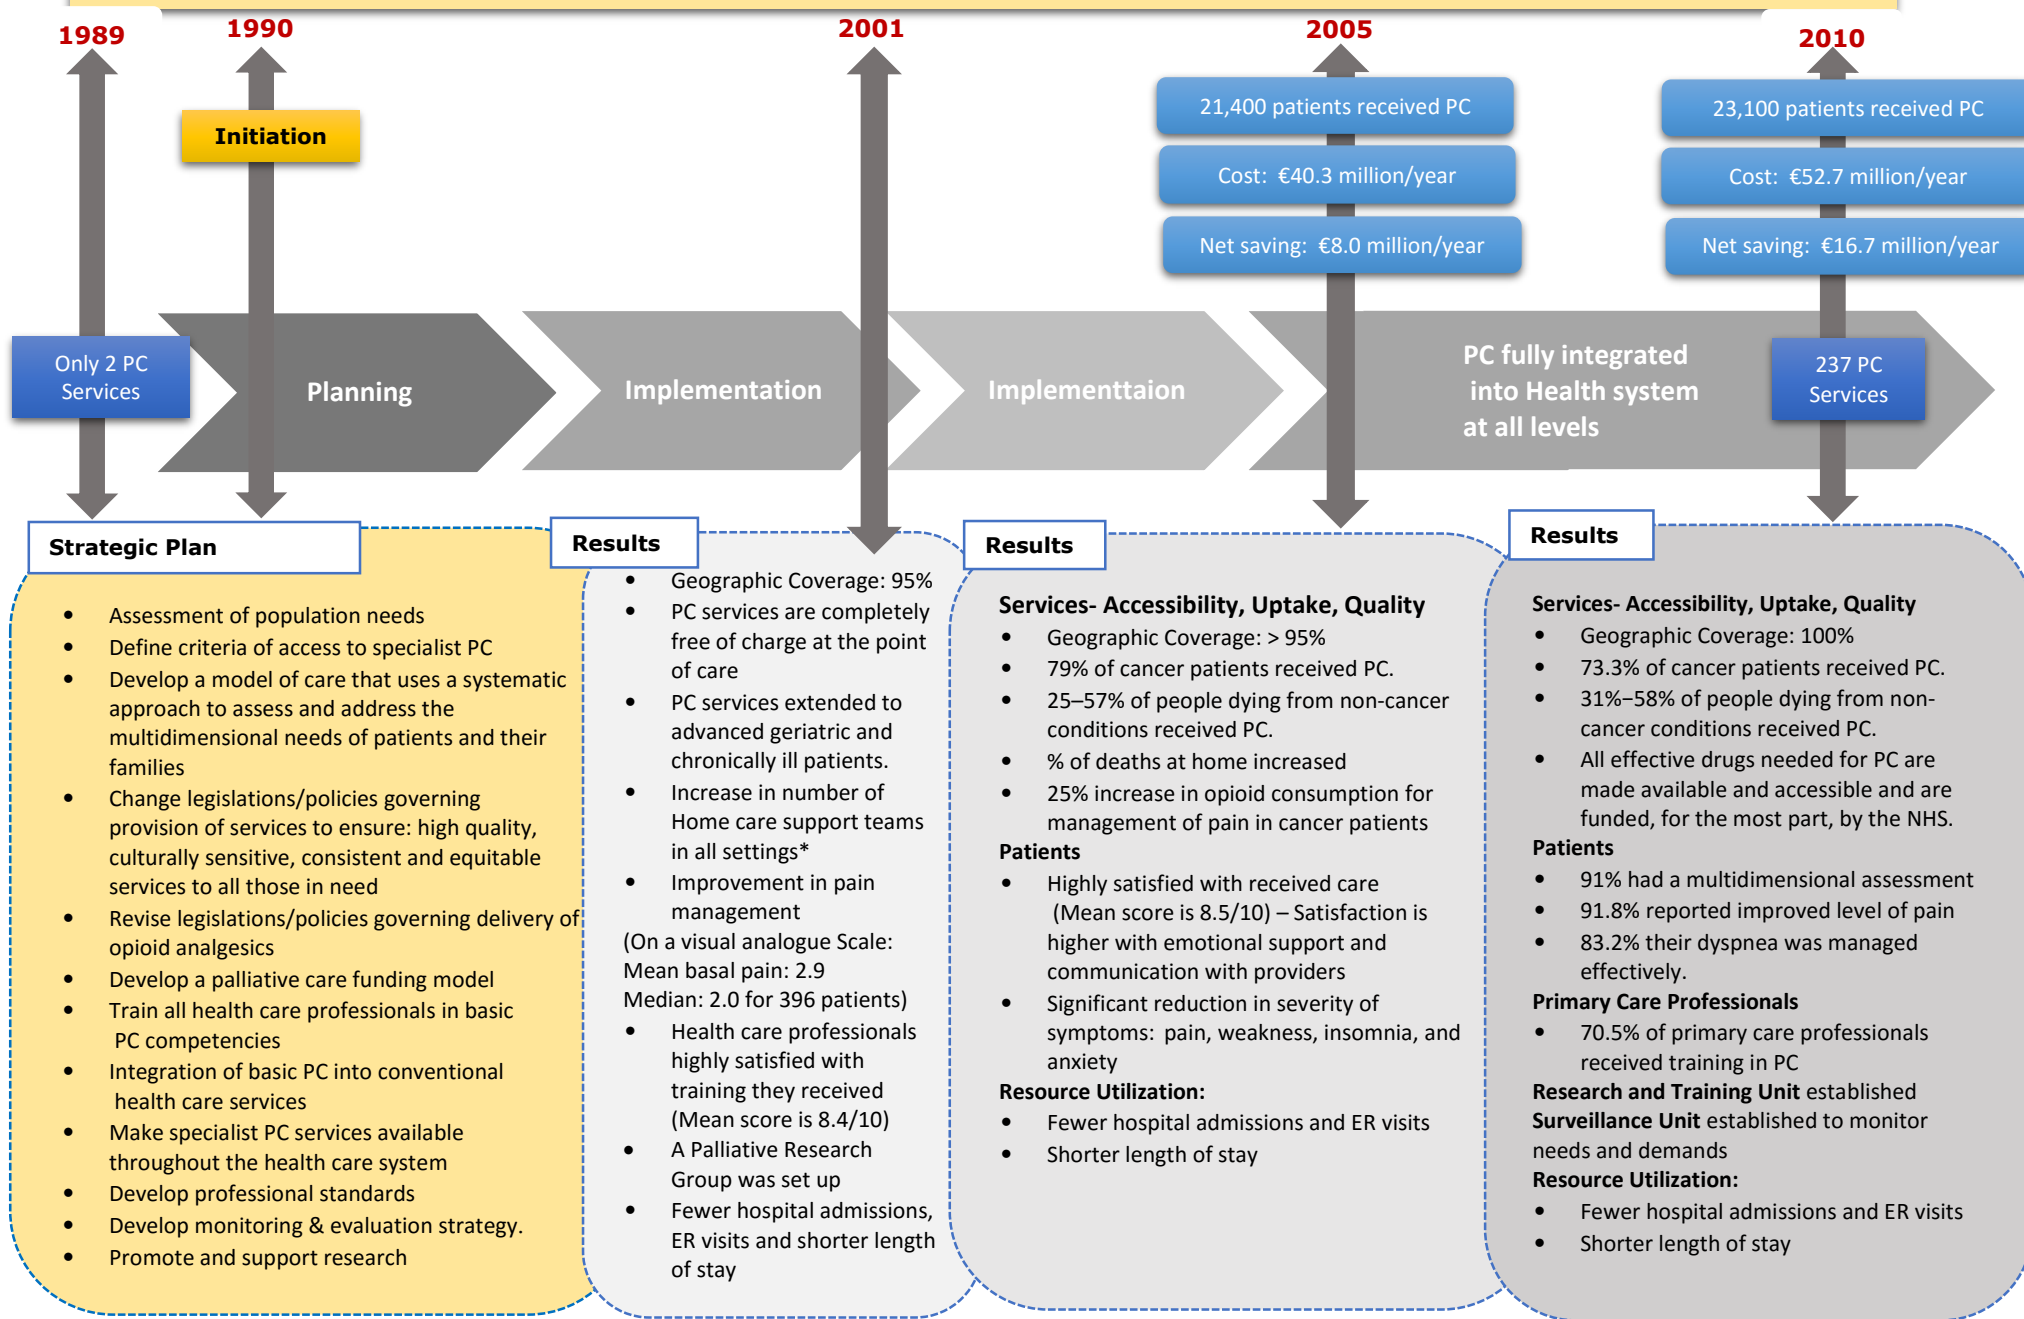 1989
1990
2001
2005
2010
Initiation
21,400 patients received PC
Cost:  €40.3 million/year
Net saving:  €8.0 million/year
23,100 patients received PC
Cost:  €52.7 million/year
Net saving:  €16.7 million/year
Only 2 PC
Services
Planning
Implementation
Implementtaion
PC fully integrated
into Health system
at all levels
237 PC
Services
Strategic Plan
• Assessment of population needs
• Define criteria of access to specialist PC
• Develop a model of care that uses a systematic
approach to assess and address the
multidimensional needs of patients and their
families
• Change legislations/policies governing
provision of services to ensure: high quality,
culturally sensitive, consistent and equitable
services to all those in need
• Revise legislations/policies governing delivery of
opioid analgesics
• Develop a palliative care funding model
• Train all health care professionals in basic
PC competencies
• Integration of basic PC into conventional
health care services
• Make specialist PC services available
throughout the health care system
• Develop professional standards
• Develop monitoring & evaluation strategy.
• Promote and support research
Results
• Geographic Coverage: 95%
• PC services are completely
free of charge at the point
of care
• PC services extended to
advanced geriatric and
chronically ill patients.
• Increase in number of
Home care support teams
in all settings*
• Improvement in pain
management
(On a visual analogue Scale:
Mean basal pain: 2.9
Median: 2.0 for 396 patients)
• Health care professionals
highly satisfied with
training they received
(Mean score is 8.4/10)
• A Palliative Research
Group was set up
• Fewer hospital admissions,
ER visits and shorter length
of stay
Results
Services- Accessibility, Uptake, Quality
• Geographic Coverage: > 95%
• 79% of cancer patients received PC.
• 25–57% of people dying from non-cancer
conditions received PC.
• % of deaths at home increased
• 25% increase in opioid consumption for
management of pain in cancer patients
Patients
• Highly satisfied with received care
(Mean score is 8.5/10) – Satisfaction is
higher with emotional support and
communication with providers
• Significant reduction in severity of
symptoms:  pain, weakness, insomnia, and
anxiety
Resource Utilization:
• Fewer hospital admissions and ER visits
• Shorter length of stay
Results
Services- Accessibility, Uptake, Quality
• Geographic Coverage: 100%
• 73.3% of cancer patients received PC.
• 31%–58% of people dying from non-
cancer conditions received PC.
• All effective drugs needed for PC are
made available and accessible and are
funded, for the most part, by the NHS.
Patients
• 91% had a multidimensional assessment
• 91.8% reported improved level of pain
• 83.2% their dyspnea was managed
effectively.
Primary Care Professionals
• 70.5% of primary care professionals
received training in PC
Research and Training Unit established
Surveillance Unit established to monitor
needs and demands
Resource Utilization:
• Fewer hospital admissions and ER visits
• Shorter length of stay